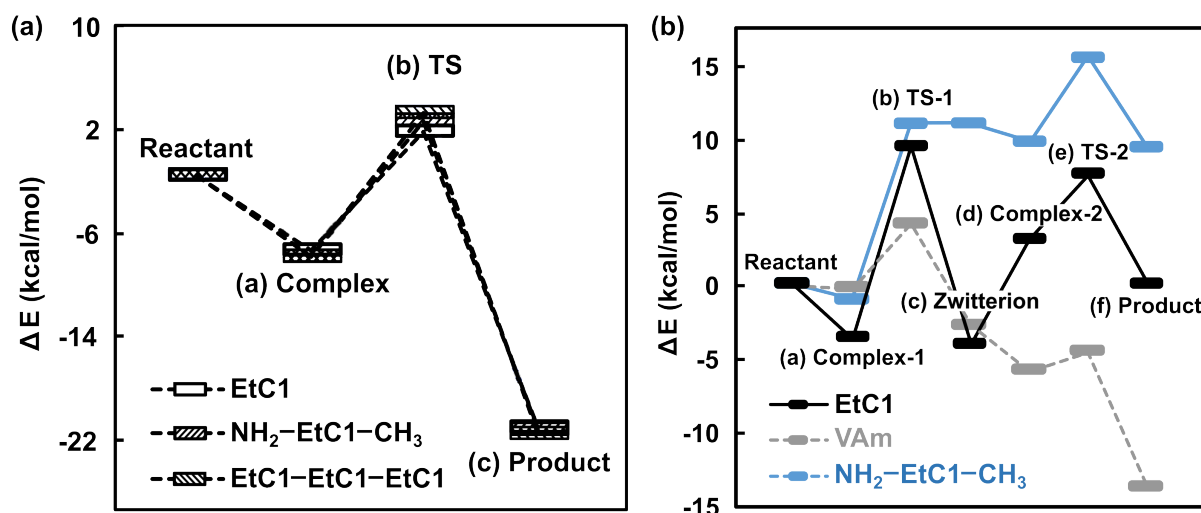 (a)
10
2
-6
-14
-22
ΔE (kcal/mol)
Reactant
(a) Complex
(b) TS
(c) Product
EtC1
NH₂−EtC1−CH₃
EtC1−EtC1−EtC1
(b)
15
10
5
0
-5
-10
-15
ΔE (kcal/mol)
Reactant
(a) Complex-1
(b) TS-1
(c) Zwitterion
(d) Complex-2
(e) TS-2
(f) Product
EtC1
VAm
NH₂−EtC1−CH₃